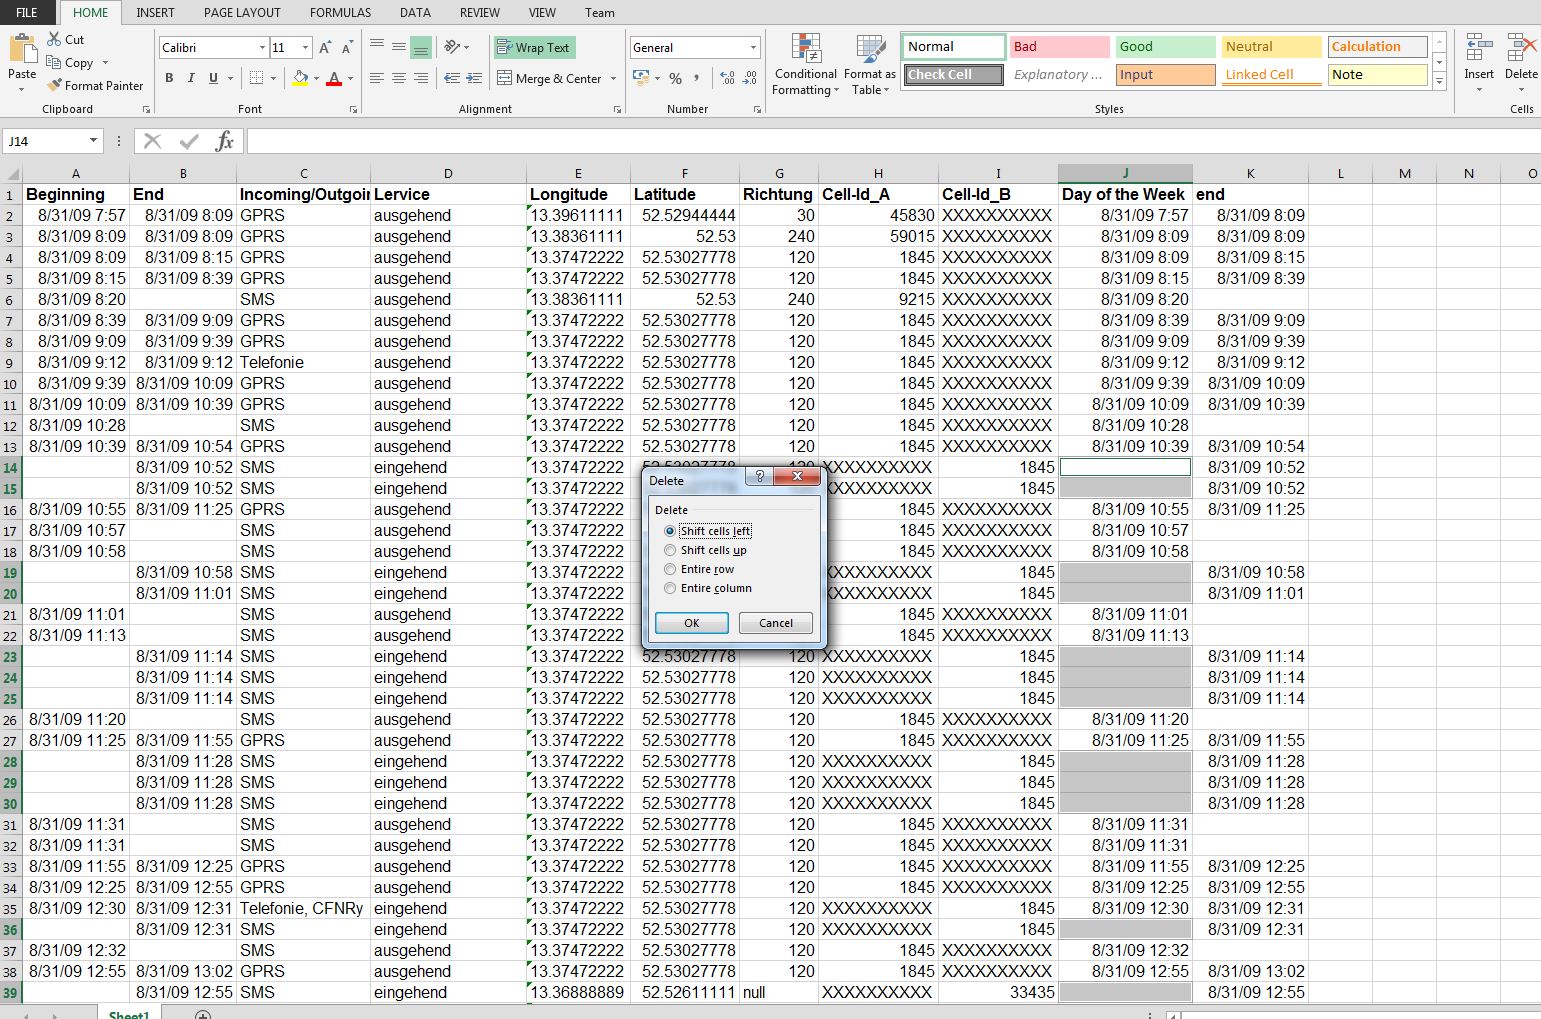 FILE HOME INSERT PAGE LAYOUT FORMULAS DATA REVIEW VIEW Team
Cut
Copy
Format Painter
Paste
Clipboard
Calibri 11
B I U
Font
Wrap Text
Merge & Center
Alignment
General
% ,
Number
Conditional Formatting
Format as Table
Normal Bad Good Neutral Calculation
Check Cell Explanatory ... Input Linked Cell Note
Styles
Insert Delete
Cells
J14 fx
A B C D E F G H I J K L M N O
1 Beginning End Incoming/Outgoi Lervice Longitude Latitude Richtung Cell-Id_A Cell-Id_B Day of the Week end
2 8/31/09 7:57 8/31/09 8:09 GPRS ausgehend 13.39611111 52.52944444 30 45830 XXXXXXXXXX 8/31/09 7:57 8/31/09 8:09
3 8/31/09 8:09 8/31/09 8:09 GPRS ausgehend 13.38361111 52.53 240 59015 XXXXXXXXXX 8/31/09 8:09 8/31/09 8:09
4 8/31/09 8:09 8/31/09 8:15 GPRS ausgehend 13.37472222 52.53027778 120 1845 XXXXXXXXXX 8/31/09 8:09 8/31/09 8:15
5 8/31/09 8:15 8/31/09 8:39 GPRS ausgehend 13.37472222 52.53027778 120 1845 XXXXXXXXXX 8/31/09 8:15 8/31/09 8:39
6 8/31/09 8:20 SMS ausgehend 13.38361111 52.53 240 9215 XXXXXXXXXX 8/31/09 8:20
7 8/31/09 8:39 8/31/09 9:09 GPRS ausgehend 13.37472222 52.53027778 120 1845 XXXXXXXXXX 8/31/09 8:39 8/31/09 9:09
8 8/31/09 9:09 8/31/09 9:39 GPRS ausgehend 13.37472222 52.53027778 120 1845 XXXXXXXXXX 8/31/09 9:09 8/31/09 9:39
9 8/31/09 9:12 8/31/09 9:12 Telefonie ausgehend 13.37472222 52.53027778 120 1845 XXXXXXXXXX 8/31/09 9:12 8/31/09 9:12
10 8/31/09 9:39 8/31/09 10:09 GPRS ausgehend 13.37472222 52.53027778 120 1845 XXXXXXXXXX 8/31/09 9:39 8/31/09 10:09
11 8/31/09 10:09 8/31/09 10:39 GPRS ausgehend 13.37472222 52.53027778 120 1845 XXXXXXXXXX 8/31/09 10:09 8/31/09 10:39
12 8/31/09 10:28 SMS ausgehend 13.37472222 52.53027778 120 1845 XXXXXXXXXX 8/31/09 10:28
13 8/31/09 10:39 8/31/09 10:54 GPRS ausgehend 13.37472222 52.53027778 120 1845 XXXXXXXXXX 8/31/09 10:39 8/31/09 10:54
14 8/31/09 10:52 SMS eingehend 13.37472222 52.53027778 120 XXXXXXXXXX 1845 8/31/09 10:52
15 8/31/09 10:52 SMS eingehend 13.37472222 XXXXXXXXXX 1845 8/31/09 10:52
16 8/31/09 10:55 8/31/09 11:25 GPRS ausgehend 13.37472222 1845 XXXXXXXXXX 8/31/09 10:55 8/31/09 11:25
17 8/31/09 10:57 SMS ausgehend 13.37472222 1845 XXXXXXXXXX 8/31/09 10:57
18 8/31/09 10:58 SMS ausgehend 13.37472222 1845 XXXXXXXXXX 8/31/09 10:58
19 8/31/09 10:58 SMS eingehend 13.37472222 XXXXXXXXXX 1845 8/31/09 10:58
20 8/31/09 11:01 SMS eingehend 13.37472222 XXXXXXXXXX 1845 8/31/09 11:01
21 8/31/09 11:01 SMS ausgehend 13.37472222 1845 XXXXXXXXXX 8/31/09 11:01
22 8/31/09 11:13 SMS ausgehend 13.37472222 1845 XXXXXXXXXX 8/31/09 11:13
23 8/31/09 11:14 SMS eingehend 13.37472222 52.53027778 120 XXXXXXXXXX 1845 8/31/09 11:14
24 8/31/09 11:14 SMS eingehend 13.37472222 52.53027778 120 XXXXXXXXXX 1845 8/31/09 11:14
25 8/31/09 11:14 SMS eingehend 13.37472222 52.53027778 120 XXXXXXXXXX 1845 8/31/09 11:14
26 8/31/09 11:20 SMS ausgehend 13.37472222 52.53027778 120 1845 XXXXXXXXXX 8/31/09 11:20
27 8/31/09 11:25 8/31/09 11:55 GPRS ausgehend 13.37472222 52.53027778 120 1845 XXXXXXXXXX 8/31/09 11:25 8/31/09 11:55
28 8/31/09 11:28 SMS eingehend 13.37472222 52.53027778 120 XXXXXXXXXX 1845 8/31/09 11:28
29 8/31/09 11:28 SMS eingehend 13.37472222 52.53027778 120 XXXXXXXXXX 1845 8/31/09 11:28
30 8/31/09 11:28 SMS eingehend 13.37472222 52.53027778 120 XXXXXXXXXX 1845 8/31/09 11:28
31 8/31/09 11:31 SMS ausgehend 13.37472222 52.53027778 120 1845 XXXXXXXXXX 8/31/09 11:31
32 8/31/09 11:31 SMS ausgehend 13.37472222 52.53027778 120 1845 XXXXXXXXXX 8/31/09 11:31
33 8/31/09 11:55 8/31/09 12:25 GPRS ausgehend 13.37472222 52.53027778 120 1845 XXXXXXXXXX 8/31/09 11:55 8/31/09 12:25
34 8/31/09 12:25 8/31/09 12:55 GPRS ausgehend 13.37472222 52.53027778 120 1845 XXXXXXXXXX 8/31/09 12:25 8/31/09 12:55
35 8/31/09 12:30 8/31/09 12:31 Telefonie, CFNRy eingehend 13.37472222 52.53027778 120 XXXXXXXXXX 1845 8/31/09 12:30 8/31/09 12:31
36 8/31/09 12:31 SMS eingehend 13.37472222 52.53027778 120 XXXXXXXXXX 1845 8/31/09 12:31
37 8/31/09 12:32 SMS ausgehend 13.37472222 52.53027778 120 1845 XXXXXXXXXX 8/31/09 12:32
38 8/31/09 12:55 8/31/09 13:02 GPRS ausgehend 13.37472222 52.53027778 120 1845 XXXXXXXXXX 8/31/09 12:55 8/31/09 13:02
39 8/31/09 12:55 SMS eingehend 13.36888889 52.52611111 null XXXXXXXXXX 33435 8/31/09 12:55
Delete ?
Delete
Shift cells left
Shift cells up
Entire row
Entire column
OK Cancel
Sheet1